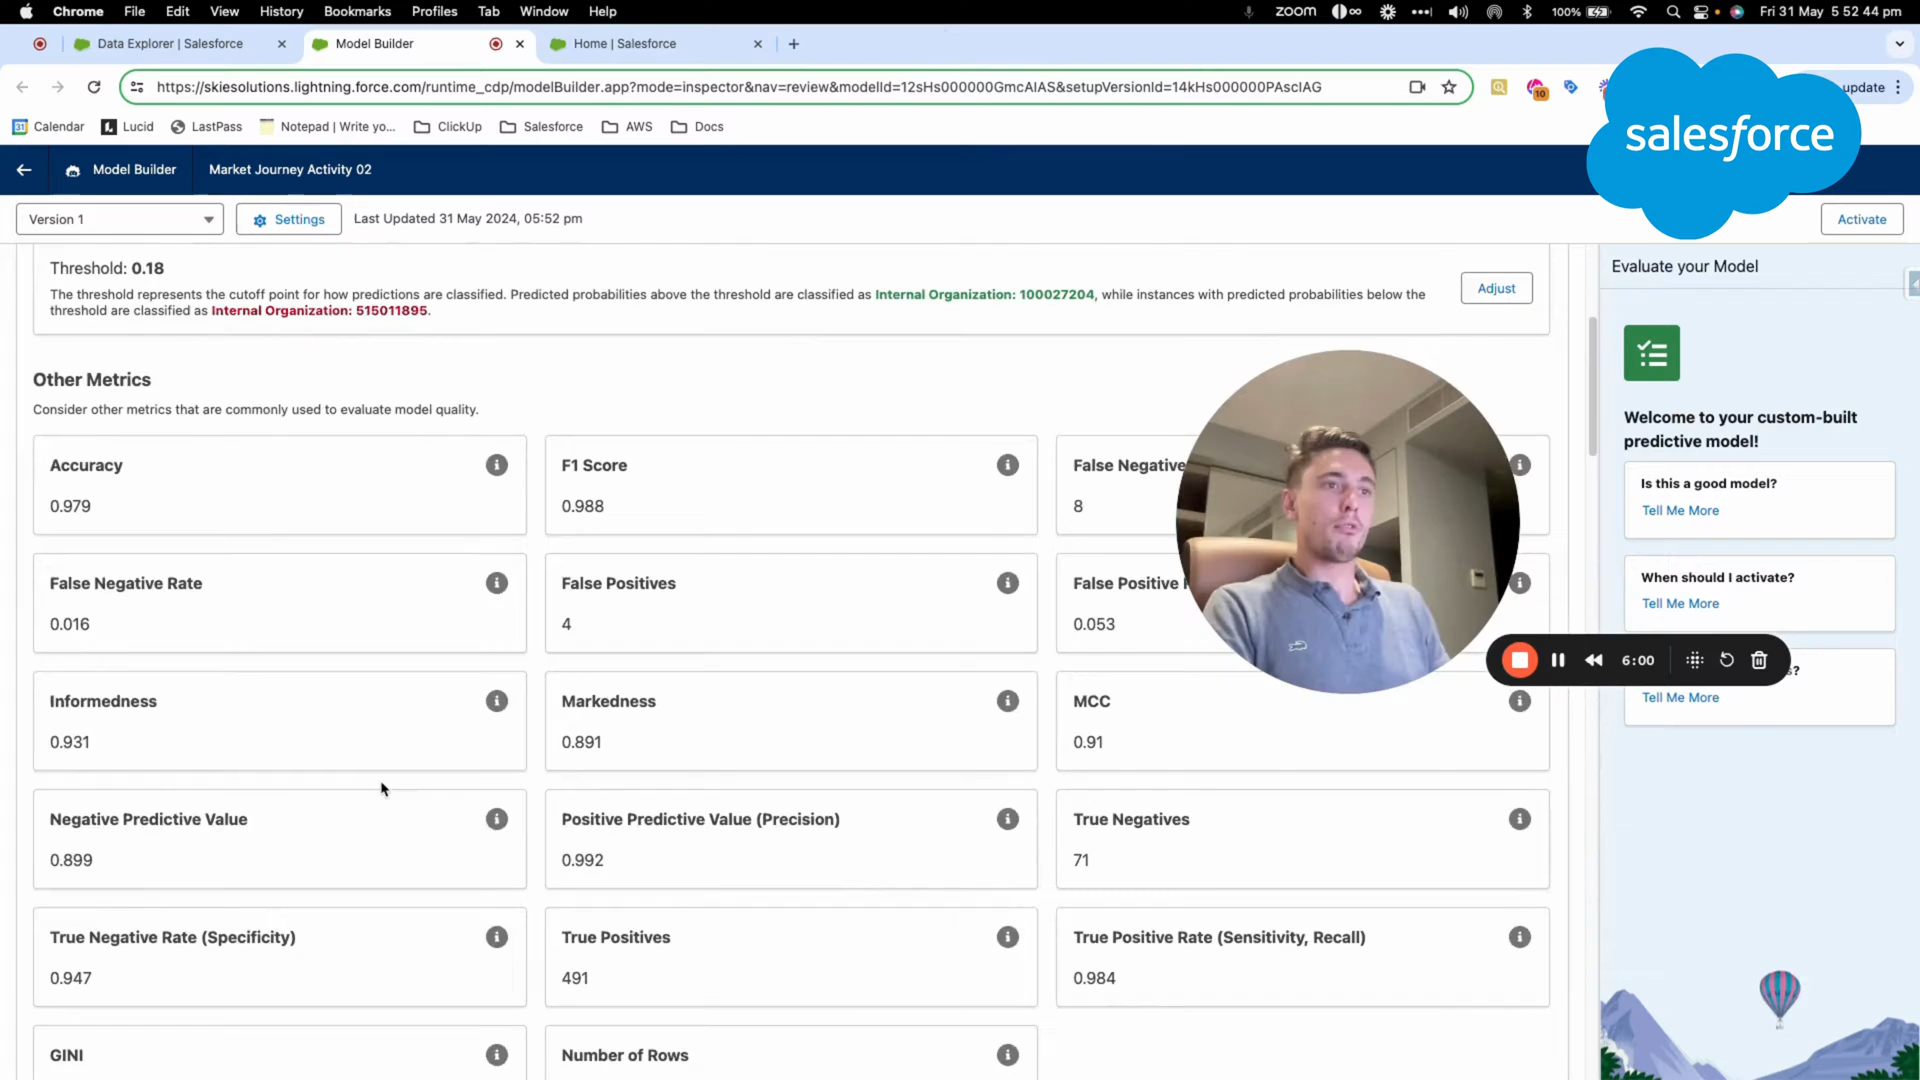 Chrome File Edit View History Bookmarks Profiles Tab Window Help zoom 100% Fri 31 May 5 52 44 pm
Data Explorer | Salesforce Model Builder Home | Salesforce
https://skiesolutions.lightning.force.com/runtime_cdp/modelBuilder.app?mode=inspector&nav=review&modelId=12sHs000000GmcAIAS&setupVersionId=14kHs000000PAscIAG 10 update
31 Calendar Lucid LastPass Notepad | Write yo... ClickUp Salesforce AWS Docs
salesforce
Model Builder Market Journey Activity 02
Version 1 Settings Last Updated 31 May 2024, 05:52 pm Activate
Threshold: 0.18
The threshold represents the cutoff point for how predictions are classified. Predicted probabilities above the threshold are classified as Internal Organization: 100027204, while instances with predicted probabilities below the
threshold are classified as Internal Organization: 515011895.
Adjust
Other Metrics
Consider other metrics that are commonly used to evaluate model quality.
Accuracy
0.979
F1 Score
0.988
False Negative
8
False Negative Rate
0.016
False Positives
4
False Positive
0.053
Informedness
0.931
Markedness
0.891
MCC
0.91
Negative Predictive Value
0.899
Positive Predictive Value (Precision)
0.992
True Negatives
71
True Negative Rate (Specificity)
0.947
True Positives
491
True Positive Rate (Sensitivity, Recall)
0.984
GINI
Number of Rows
Evaluate your Model
Welcome to your custom-built
predictive model!
Is this a good model?
Tell Me More
When should I activate?
Tell Me More
6:00
?
Tell Me More